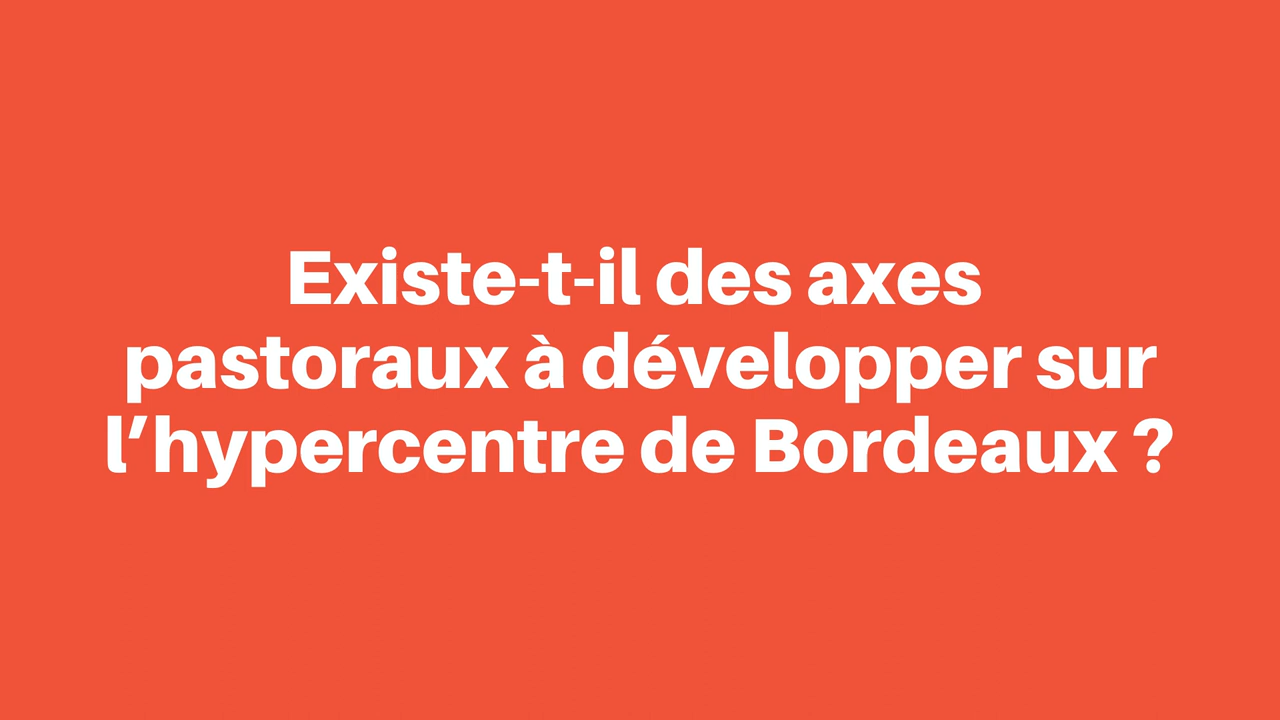 Existe-t-il des axes
pastoraux à développer sur
l’hypercentre de Bordeaux ?